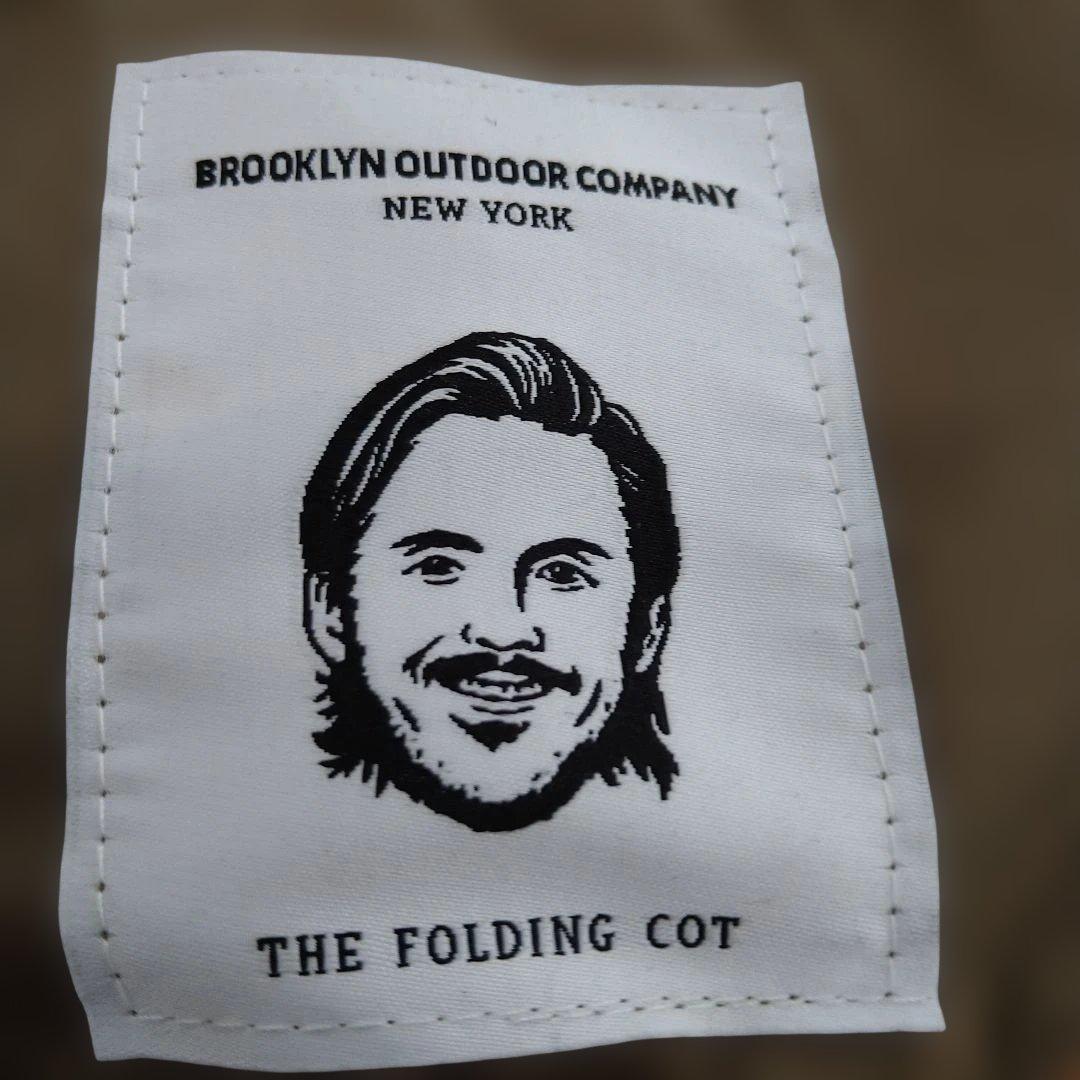 BROOKLYN OUTDOOR COMPANY
NEW YORK
THE FOLDING COT